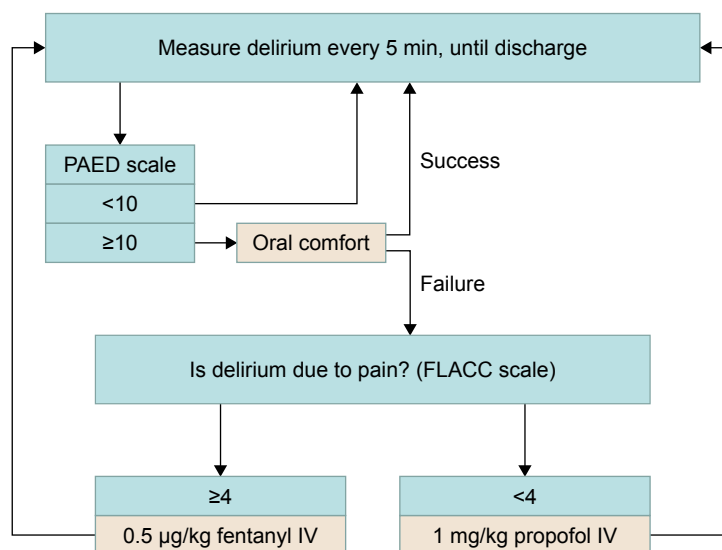 Measure delirium every 5 min, until discharge
PAED scale
<10
≥10
Oral comfort
Success
Failure
Is delirium due to pain? (FLACC scale)
≥4
0.5 µg/kg fentanyl IV
<4
1 mg/kg propofol IV